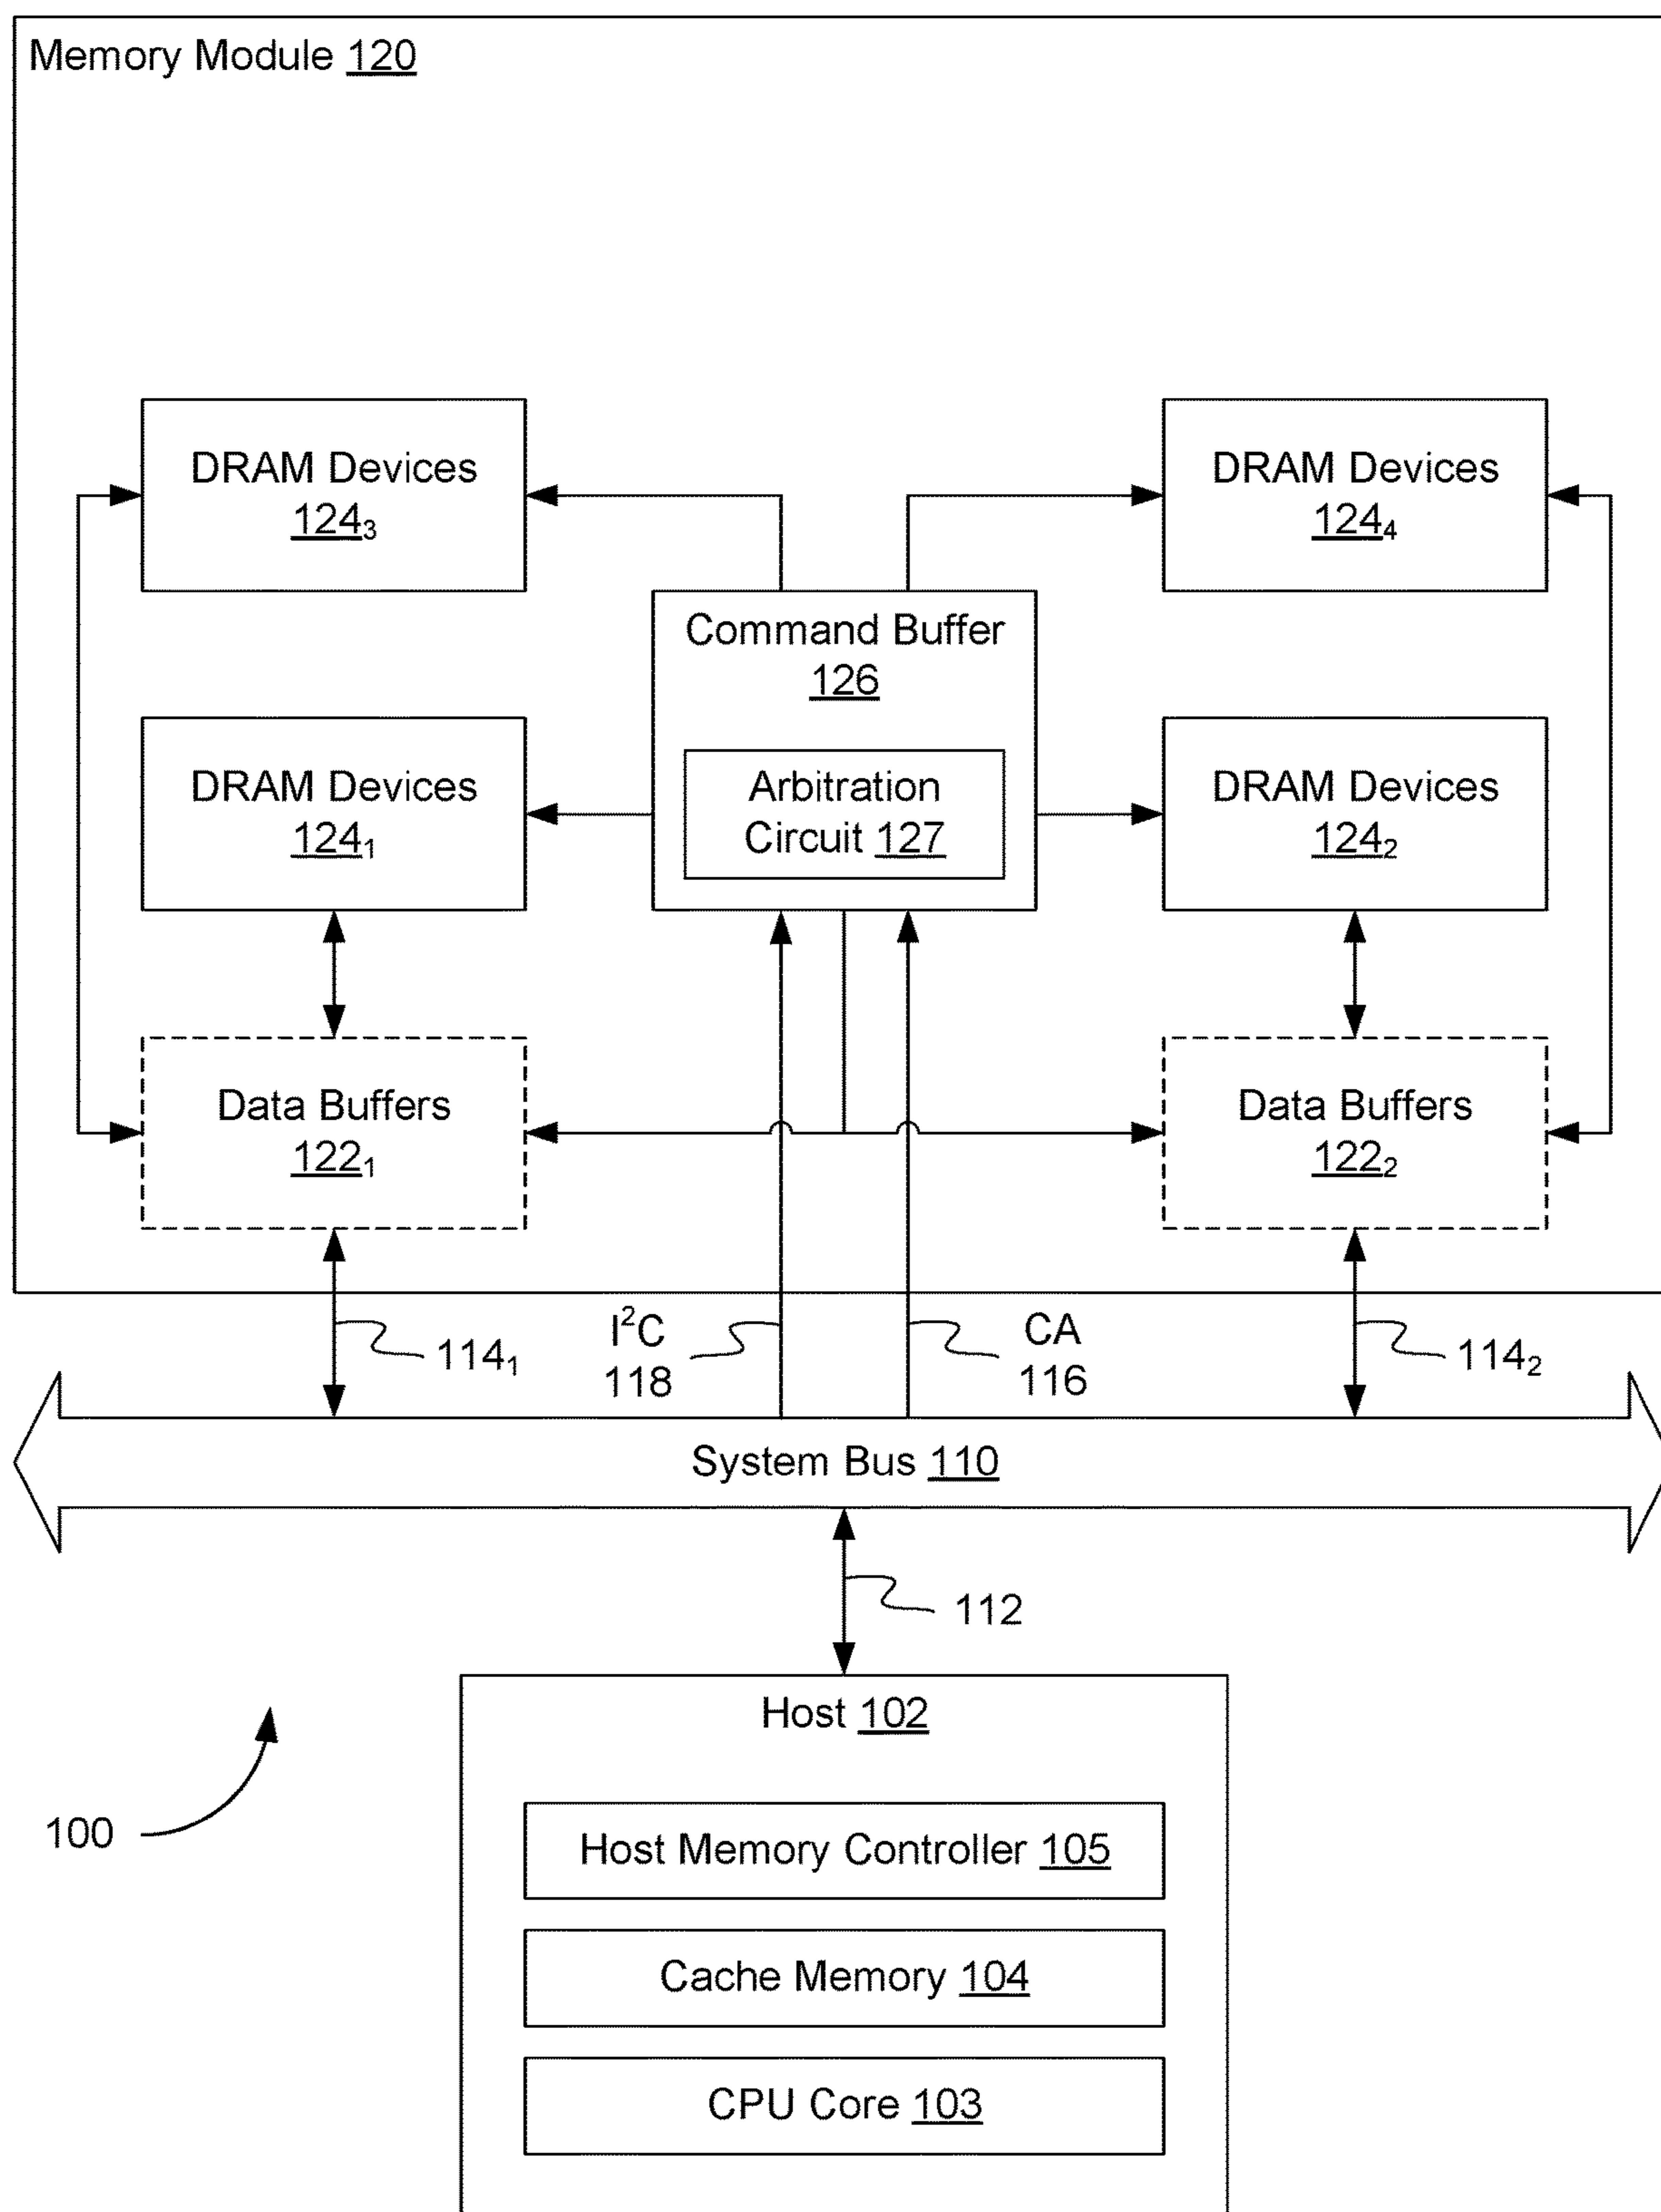 Memory Module 120
DRAM Devices
124₃
DRAM Devices
124₄
Command Buffer
126
DRAM Devices
124₁
Arbitration
Circuit 127
DRAM Devices
124₂
Data Buffers
122₁
Data Buffers
122₂
114₁
I²C
118
CA
116
114₂
System Bus 110
112
Host 102
100
Host Memory Controller 105
Cache Memory 104
CPU Core 103